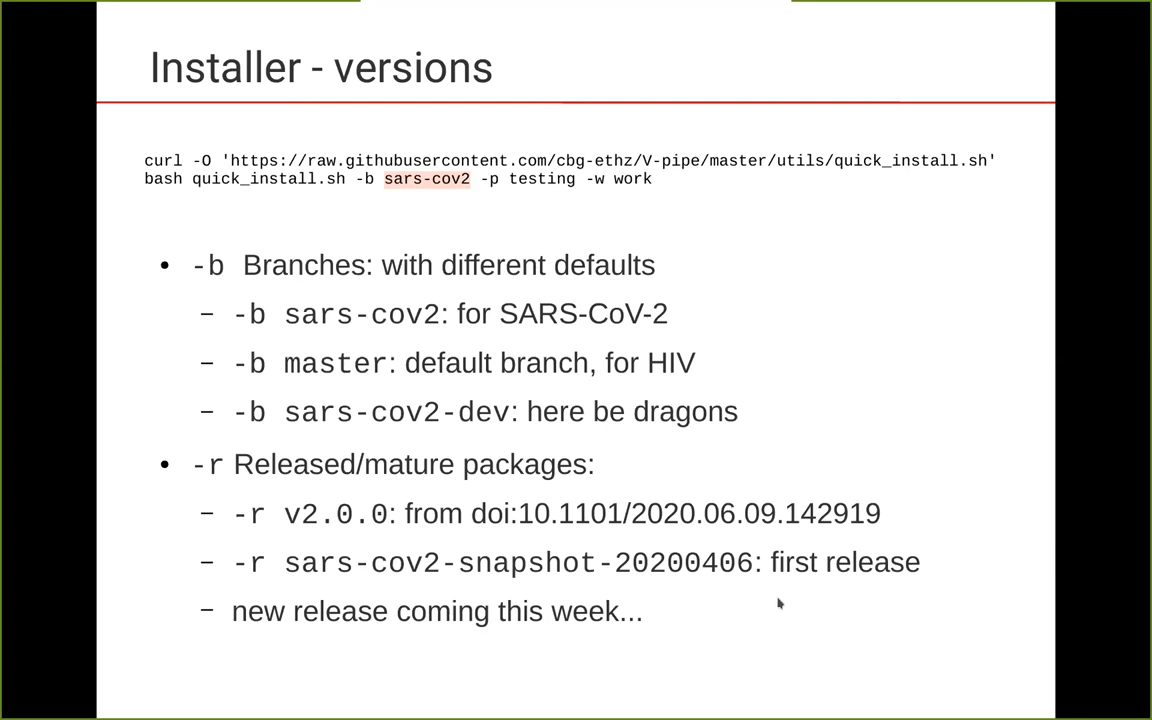 Installer - versions
curl -O 'https://raw.githubusercontent.com/cbg-ethz/V-pipe/master/utils/quick_install.sh'
bash quick_install.sh -b sars-cov2 -p testing -w work
• -b Branches: with different defaults
– -b sars-cov2: for SARS-CoV-2
– -b master: default branch, for HIV
– -b sars-cov2-dev: here be dragons
• -r Released/mature packages:
– -r v2.0.0: from doi:10.1101/2020.06.09.142919
– -r sars-cov2-snapshot-20200406: first release
– new release coming this week...